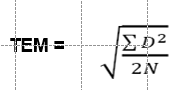 TEM = √(∑D²/2N)